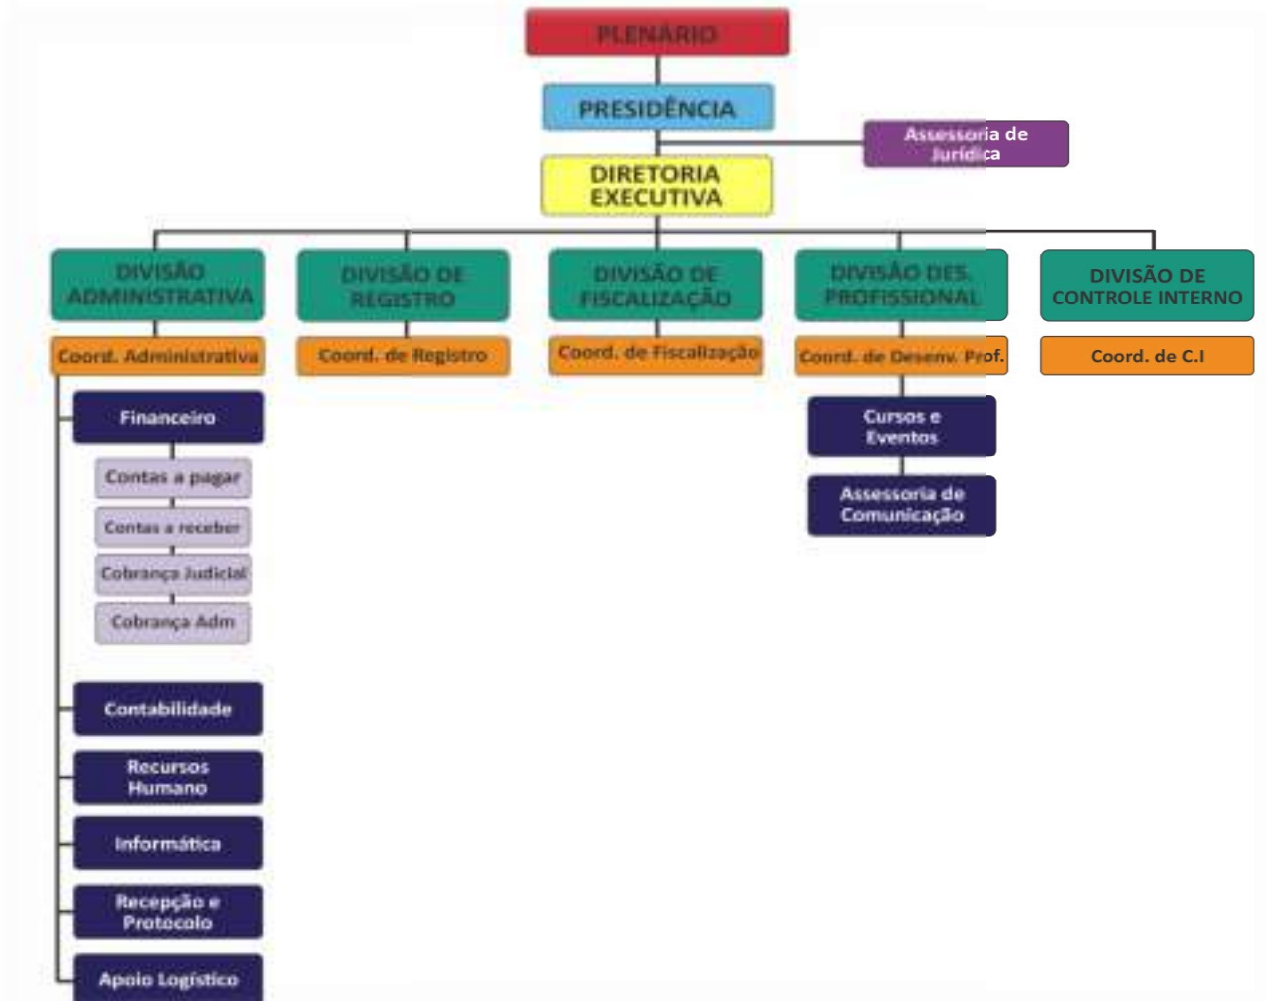 PLENÁRIO
PRESIDÊNCIA
Assessoria de
Jurídica
DIRETORIA
EXECUTIVA
DIVISÃO
ADMINISTRATIVA
DIVISÃO DE
REGISTRO
DIVISÃO DE
FISCALIZAÇÃO
DIVISÃO DES.
PROFISSIONAL
DIVISÃO DE
CONTROLE INTERNO
Coord. Administrativa
Coord. de Registro
Coord. de Fiscalização
Coord. de Desenv. Prof.
Coord. de C.I
Financeiro
Contas a pagar
Contas a receber
Cobrança Judicial
Cobrança Adm
Cursos e
Eventos
Assessoria de
Comunicação
Contabilidade
Recursos
Humano
Informática
Recepção e
Protocolo
Apoio Logístico